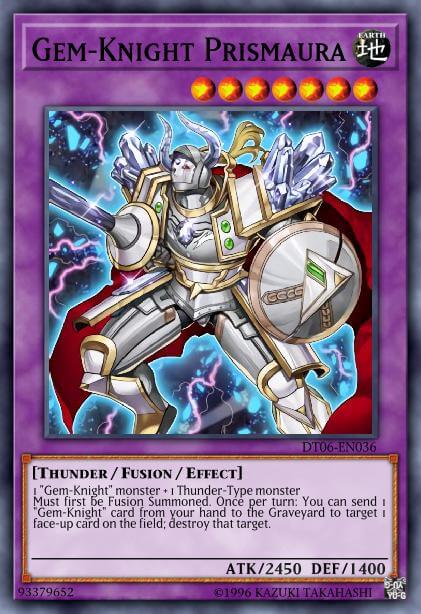 Gem-Knight Prismaura
EARTH
地
DT06-EN036
[Thunder / Fusion / Effect]
1 "Gem-Knight" monster + 1 Thunder-Type monster
Must first be Fusion Summoned. Once per turn: You can send 1
"Gem-Knight" card from your hand to the Graveyard to target 1
face-up card on the field; destroy that target.
ATK/2450 DEF/1400
93379652
©1996 KAZUKI TAKAHASHI